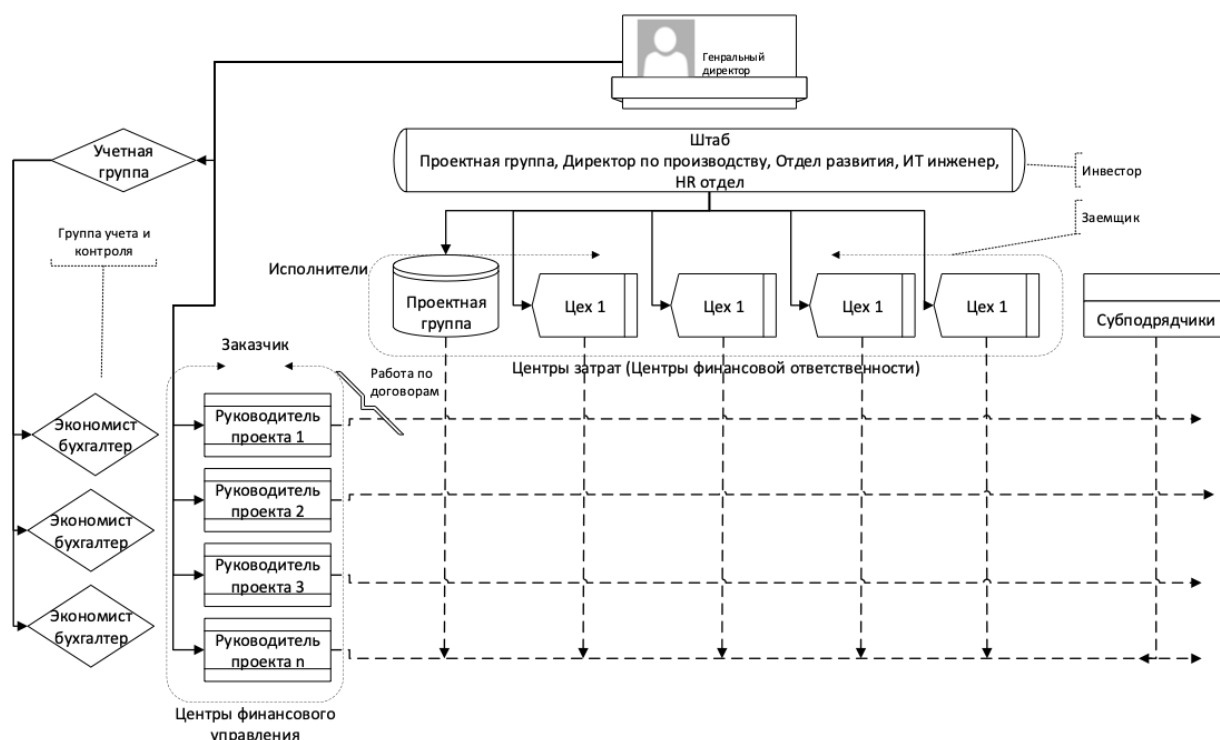 Генральный
директор
Штаб
Проектная группа, Директор по производству, Отдел развития, ИТ инженер,
HR отдел
Инвестор
Заемщик
Учетная
группа
Группа учета и
контроля
Исполнители
Проектная
группа
Цех 1
Цех 1
Цех 1
Цех 1
Субподрядчики
Центры затрат (Центры финансовой ответственности)
Заказчик
Работа по
договорам
Экономист
бухгалтер
Экономист
бухгалтер
Экономист
бухгалтер
Руководитель
проекта 1
Руководитель
проекта 2
Руководитель
проекта 3
Руководитель
проекта n
Центры финансового
управления